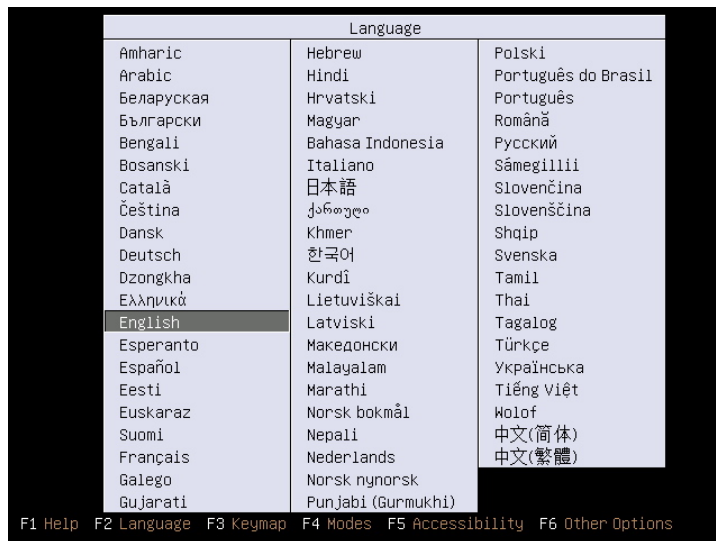 Language
Amharic
Arabic
Беларуская
Български
Bengali
Bosanski
Català
Čeština
Dansk
Deutsch
Dzongkha
Ελληνικά
English
Esperanto
Español
Eesti
Euskaraz
Suomi
Français
Galego
Gujarati
Hebrew
Hindi
Hrvatski
Magyar
Bahasa Indonesia
Italiano
日本語
ქართული
Khmer
한국어
Kurdî
Lietuviškai
Latviski
Македонски
Malayalam
Marathi
Norsk bokmål
Nepali
Nederlands
Norsk nynorsk
Punjabi (Gurmukhi)
Polski
Português do Brasil
Português
Română
Русский
Sámegillii
Slovenčina
Slovenščina
Shqip
Svenska
Tamil
Thai
Tagalog
Türkçe
Українська
Tiếng Việt
Wolof
中文(简体)
中文(繁體)
F1 Help F2 Language F3 Keymap F4 Modes F5 Accessibility F6 Other Options